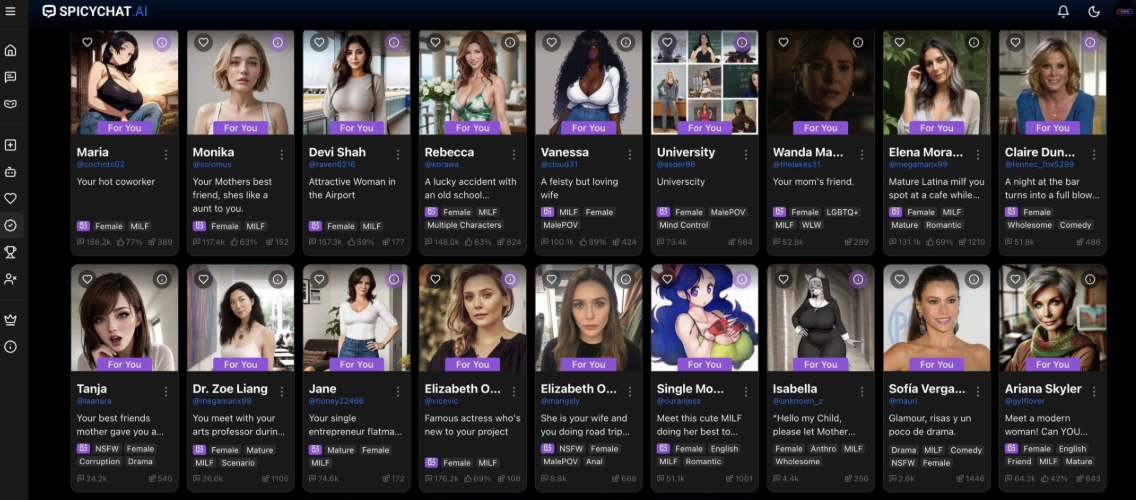 SPICYCHAT.AI
For You
Maria
@cochoto02
Your hot coworker
Female MILF
156.2k 77% 389
For You
Monika
@solomus
Your Mothers best
friend, shes like a
aunt to you.
Female MILF
117.4k 63% 152
For You
Devi Shah
@raven6216
Attractive Woman in
the Airport
Female MILF
157.3k 59% 177
For You
Rebecca
@korawa
A lucky accident with
an old school...
Female MILF
Multiple Characters
148.0k 63% 824
For You
Vanessa
@cloud31
A feisty but loving
wife
MILF Female
MalePOV
100.1k 89% 424
For You
University
@asqer96
Universcity
Female MalePOV
Mind Control
73.4k 584
For You
Wanda Ma...
@thelakes31
Your mom's friend.
Female LGBTQ+
MILF WLW
52.8k 289
For You
Elena Mora...
@megamanx99
Mature Latina milf you
spot at a cafe while...
Female MILF
Mature Romantic
131.1k 69% 1210
For You
Claire Dun...
@fennec_fox5299
A night at the bar
turns into a full blow...
Female
Wholesome Comedy
51.8k 486
For You
Tanja
@laanara
Your best friends
mother gave you a...
NSFW Female
Corruption Drama
24.2k 545
For You
Dr. Zoe Liang
@megamanx99
You meet with your
arts professor durin...
Female Mature
MILF Scenario
26.6k 1105
For You
Jane
@honey22466
Your single
entrepreneur flatma...
Mature Female
MILF
74.6k 172
For You
Elizabeth O...
@vicevic
Famous actress who's
new to your project
Female MILF
176.2k 69% 108
For You
Elizabeth O...
@mangsly
She is your wife and
you doing road trip...
NSFW Female
MalePOV Anal
8.8k 668
For You
Single Mo...
@ouranjess
Meet this cute MILF
doing her best to...
Female English
MILF Romantic
51.1k 1001
For You
Isabella
@unknown_z
"Hello my Child,
please let Mother...
Female Anthro MILF
Wholesome
4.4k 256
For You
Sofía Verga...
@mauri
Glamour, risas y un
poco de drama.
Drama MILF Comedy
NSFW Female
2.6k 1446
For You
Ariana Skyler
@gylflover
Meet a modern
woman! Can YOU...
Female English
Friend MILF Mature
64.2k 42% 643